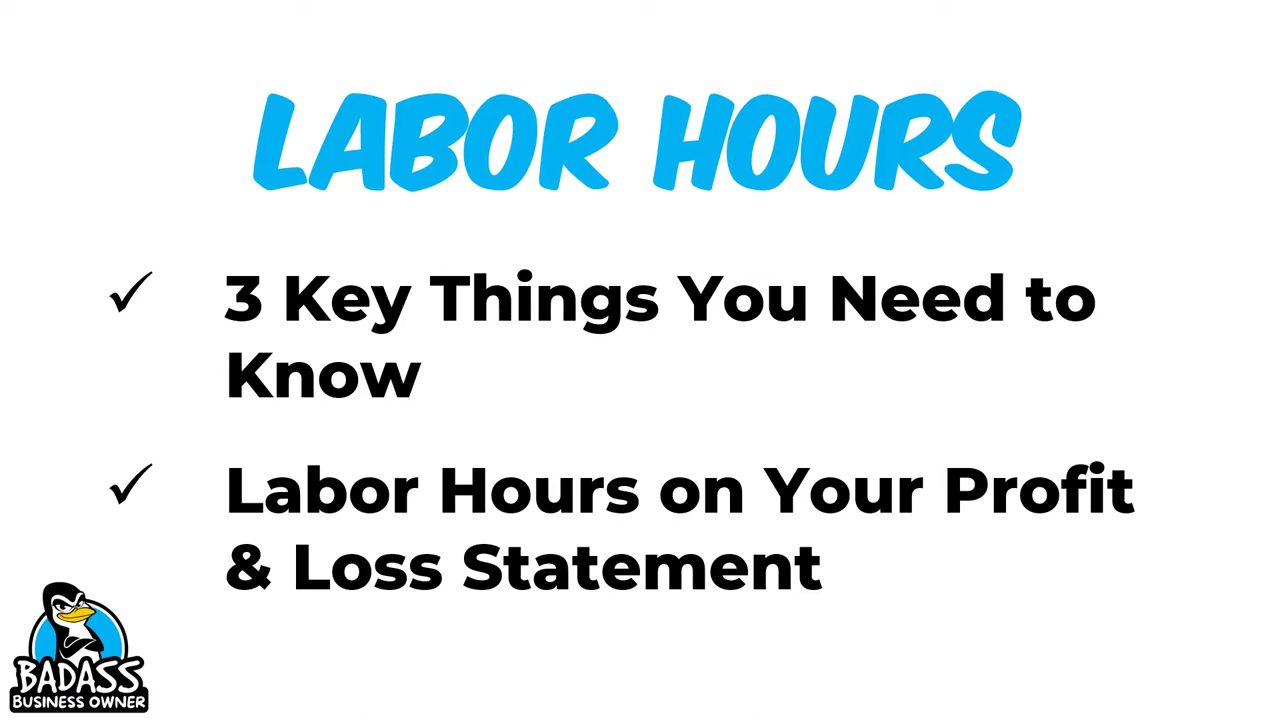 LABOR HOURS
✓ 3 Key Things You Need to
Know
✓ Labor Hours on Your Profit
& Loss Statement
BADASS
BUSINESS OWNER